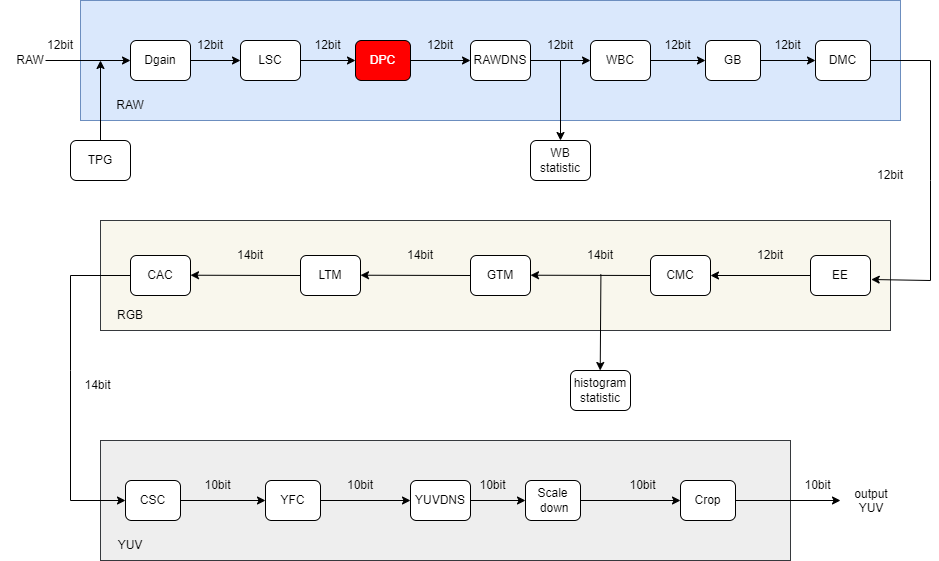 12bit
12bit
12bit
12bit
12bit
12bit
12bit
RAW
Dgain
LSC
DPC
RAWDNS
WBC
GB
DMC
RAW
TPG
WB
statistic
12bit
14bit
14bit
14bit
12bit
CAC
LTM
GTM
CMC
EE
RGB
14bit
histogram
statistic
10bit
10bit
10bit
10bit
10bit
CSC
YFC
YUVDNS
Scale
down
Crop
output
YUV
YUV